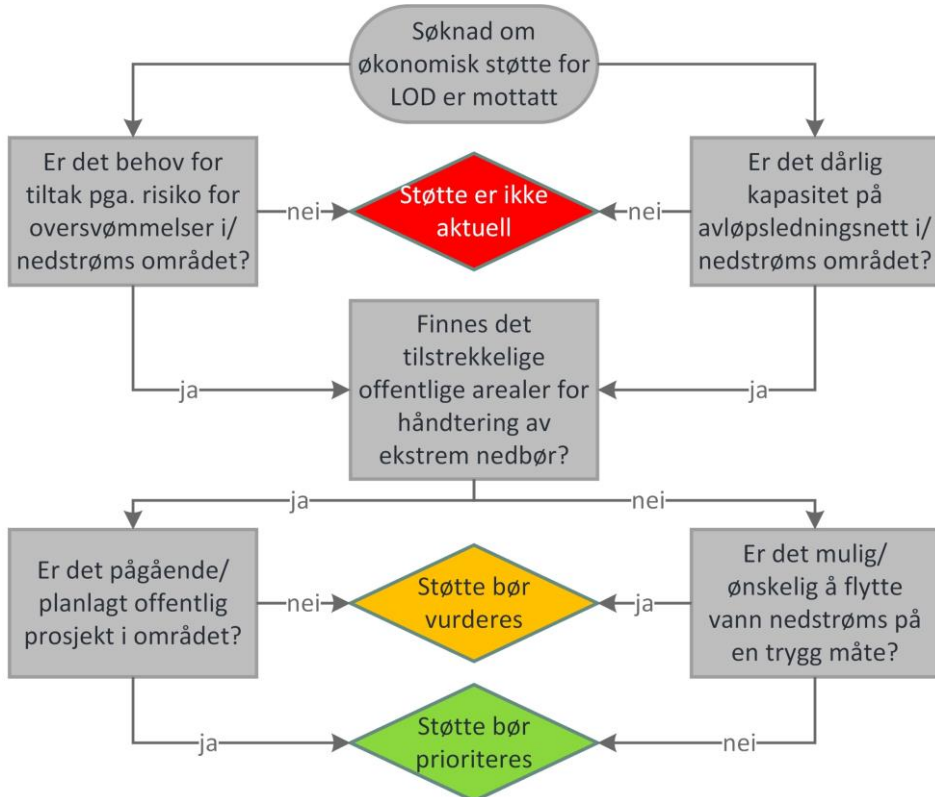 Søknad om
økonomisk støtte for
LOD er mottatt
Er det behov for
tiltak pga. risiko for
oversvømmelser i/
nedstrøms området?
nei
Støtte er ikke
aktuell
nei
Er det dårlig
kapasitet på
avløpsledningsnett i/
nedstrøms området?
ja
Finnes det
tilstrekkelige
offentlige arealer for
håndtering av
ekstrem nedbør?
ja
ja
nei
Er det pågående/
planlagt offentlig
prosjekt i området?
nei
Støtte bør
vurderes
ja
Er det mulig/
ønskelig å flytte
vann nedstrøms på
en trygg måte?
ja
Støtte bør
prioriteres
nei